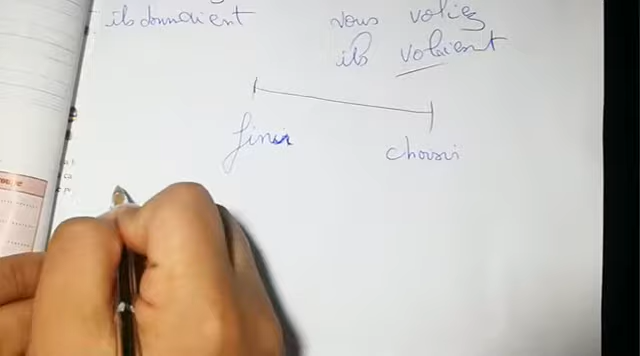 ils donnaient
vous voliez
ils volaient
finir
choisir